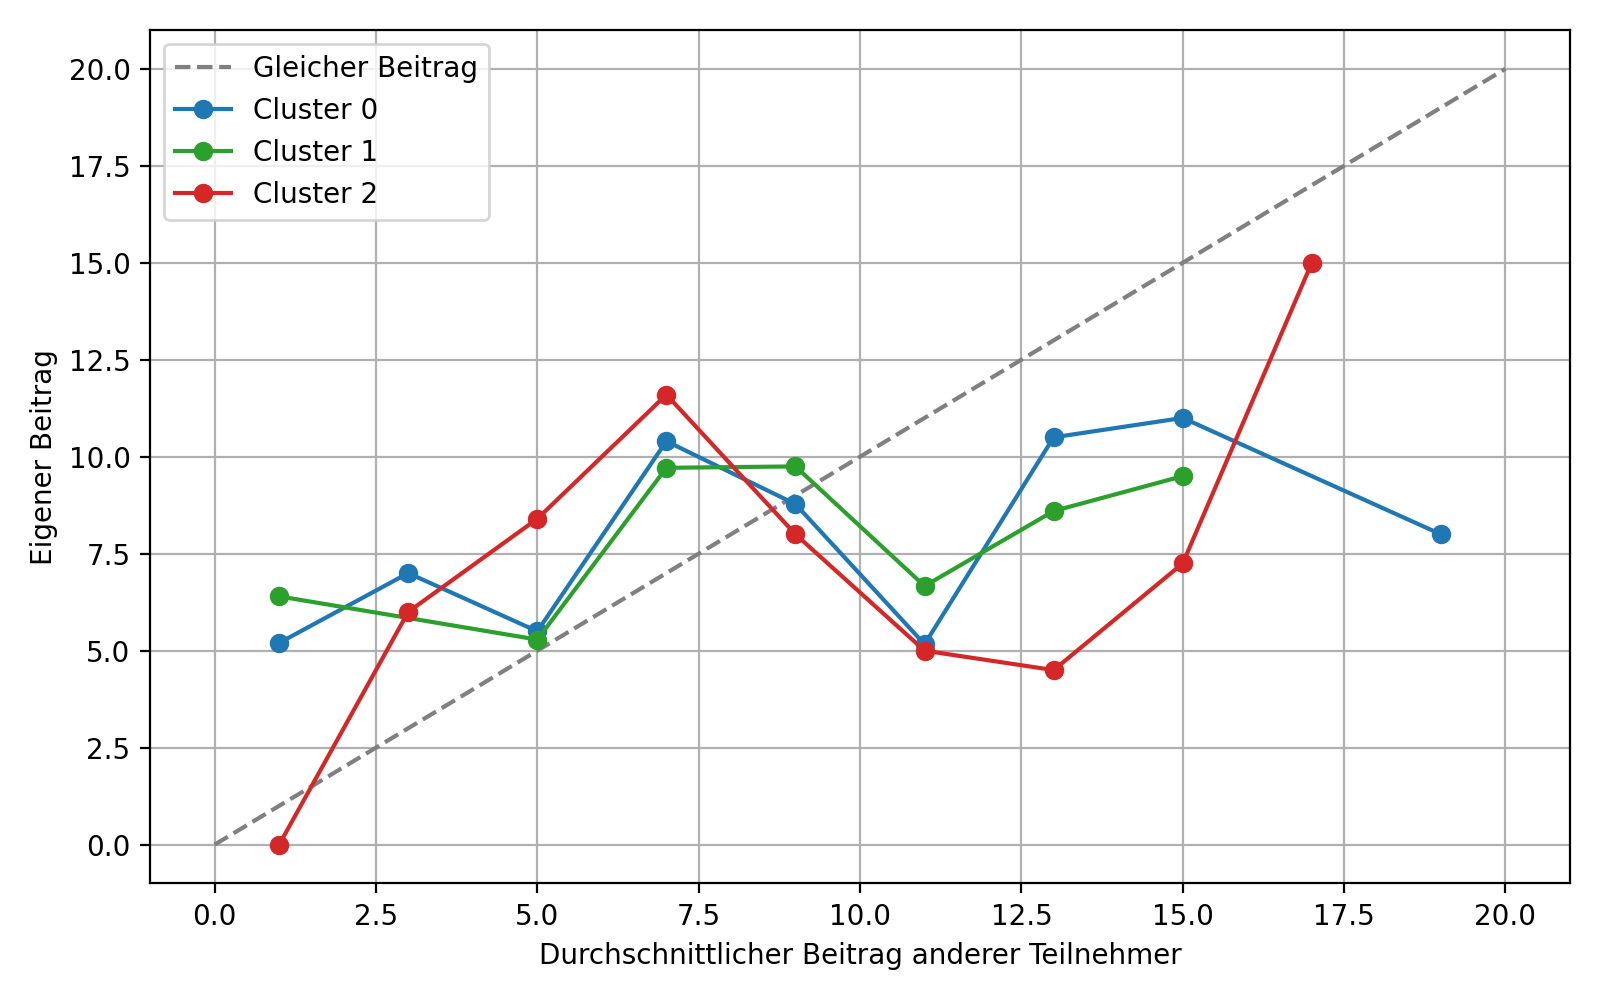 Gleicher Beitrag
Cluster 0
Cluster 1
Cluster 2
20.0
17.5
15.0
12.5
10.0
7.5
5.0
2.5
0.0
Eigener Beitrag
0.0 2.5 5.0 7.5 10.0 12.5 15.0 17.5 20.0
Durchschnittlicher Beitrag anderer Teilnehmer